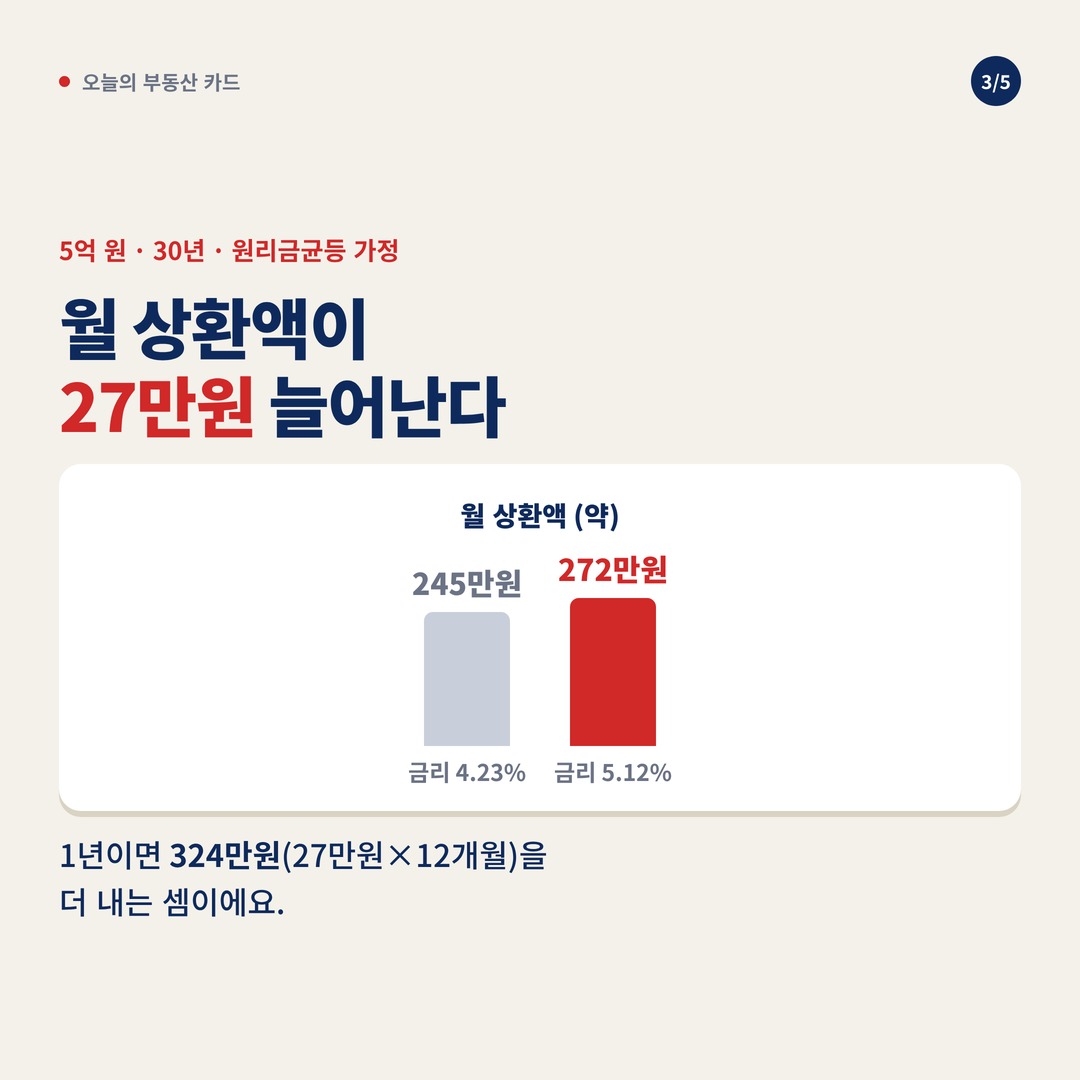 오늘의 부동산 카드
3/5
5억 원 · 30년 · 원리금균등 가정
월 상환액이
27만원 늘어난다
월 상환액 (약)
245만원
272만원
금리 4.23%
금리 5.12%
1년이면 324만원(27만원×12개월)을
더 내는 셈이에요.